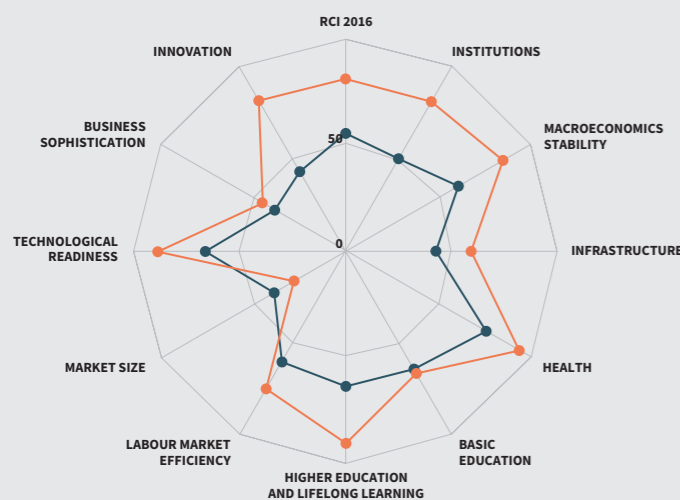 RCI 2016
INSTITUTIONS
MACROECONOMICS
STABILITY
INFRASTRUCTURE
HEALTH
BASIC
EDUCATION
HIGHER EDUCATION
AND LIFELONG LEARNING
LABOUR MARKET
EFFICIENCY
MARKET SIZE
TECHNOLOGICAL
READINESS
BUSINESS
SOPHISTICATION
INNOVATION
50
0